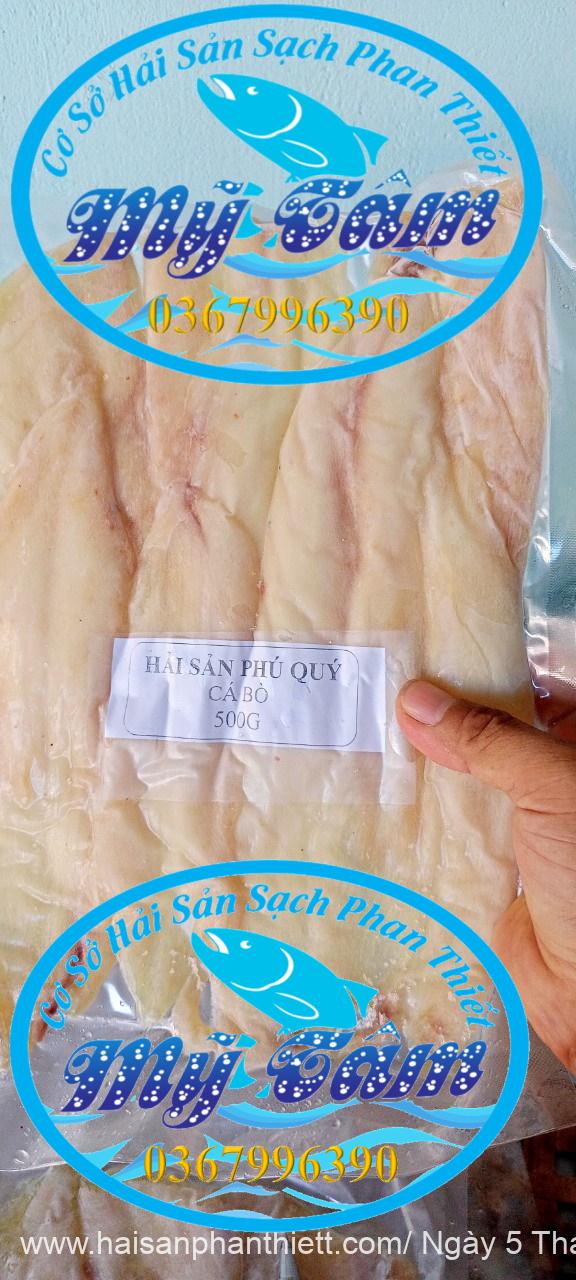 Cơ Sở Hải Sản Sạch Phan Thiết
Mỹ Tâm
0367996390
HẢI SẢN PHÚ QUÝ
CÁ BÒ
500G
Cơ Sở Hải Sản Sạch Phan Thiết
Mỹ Tâm
0367996390
www.haisanphanthiett.com/ Ngày 5 Tha